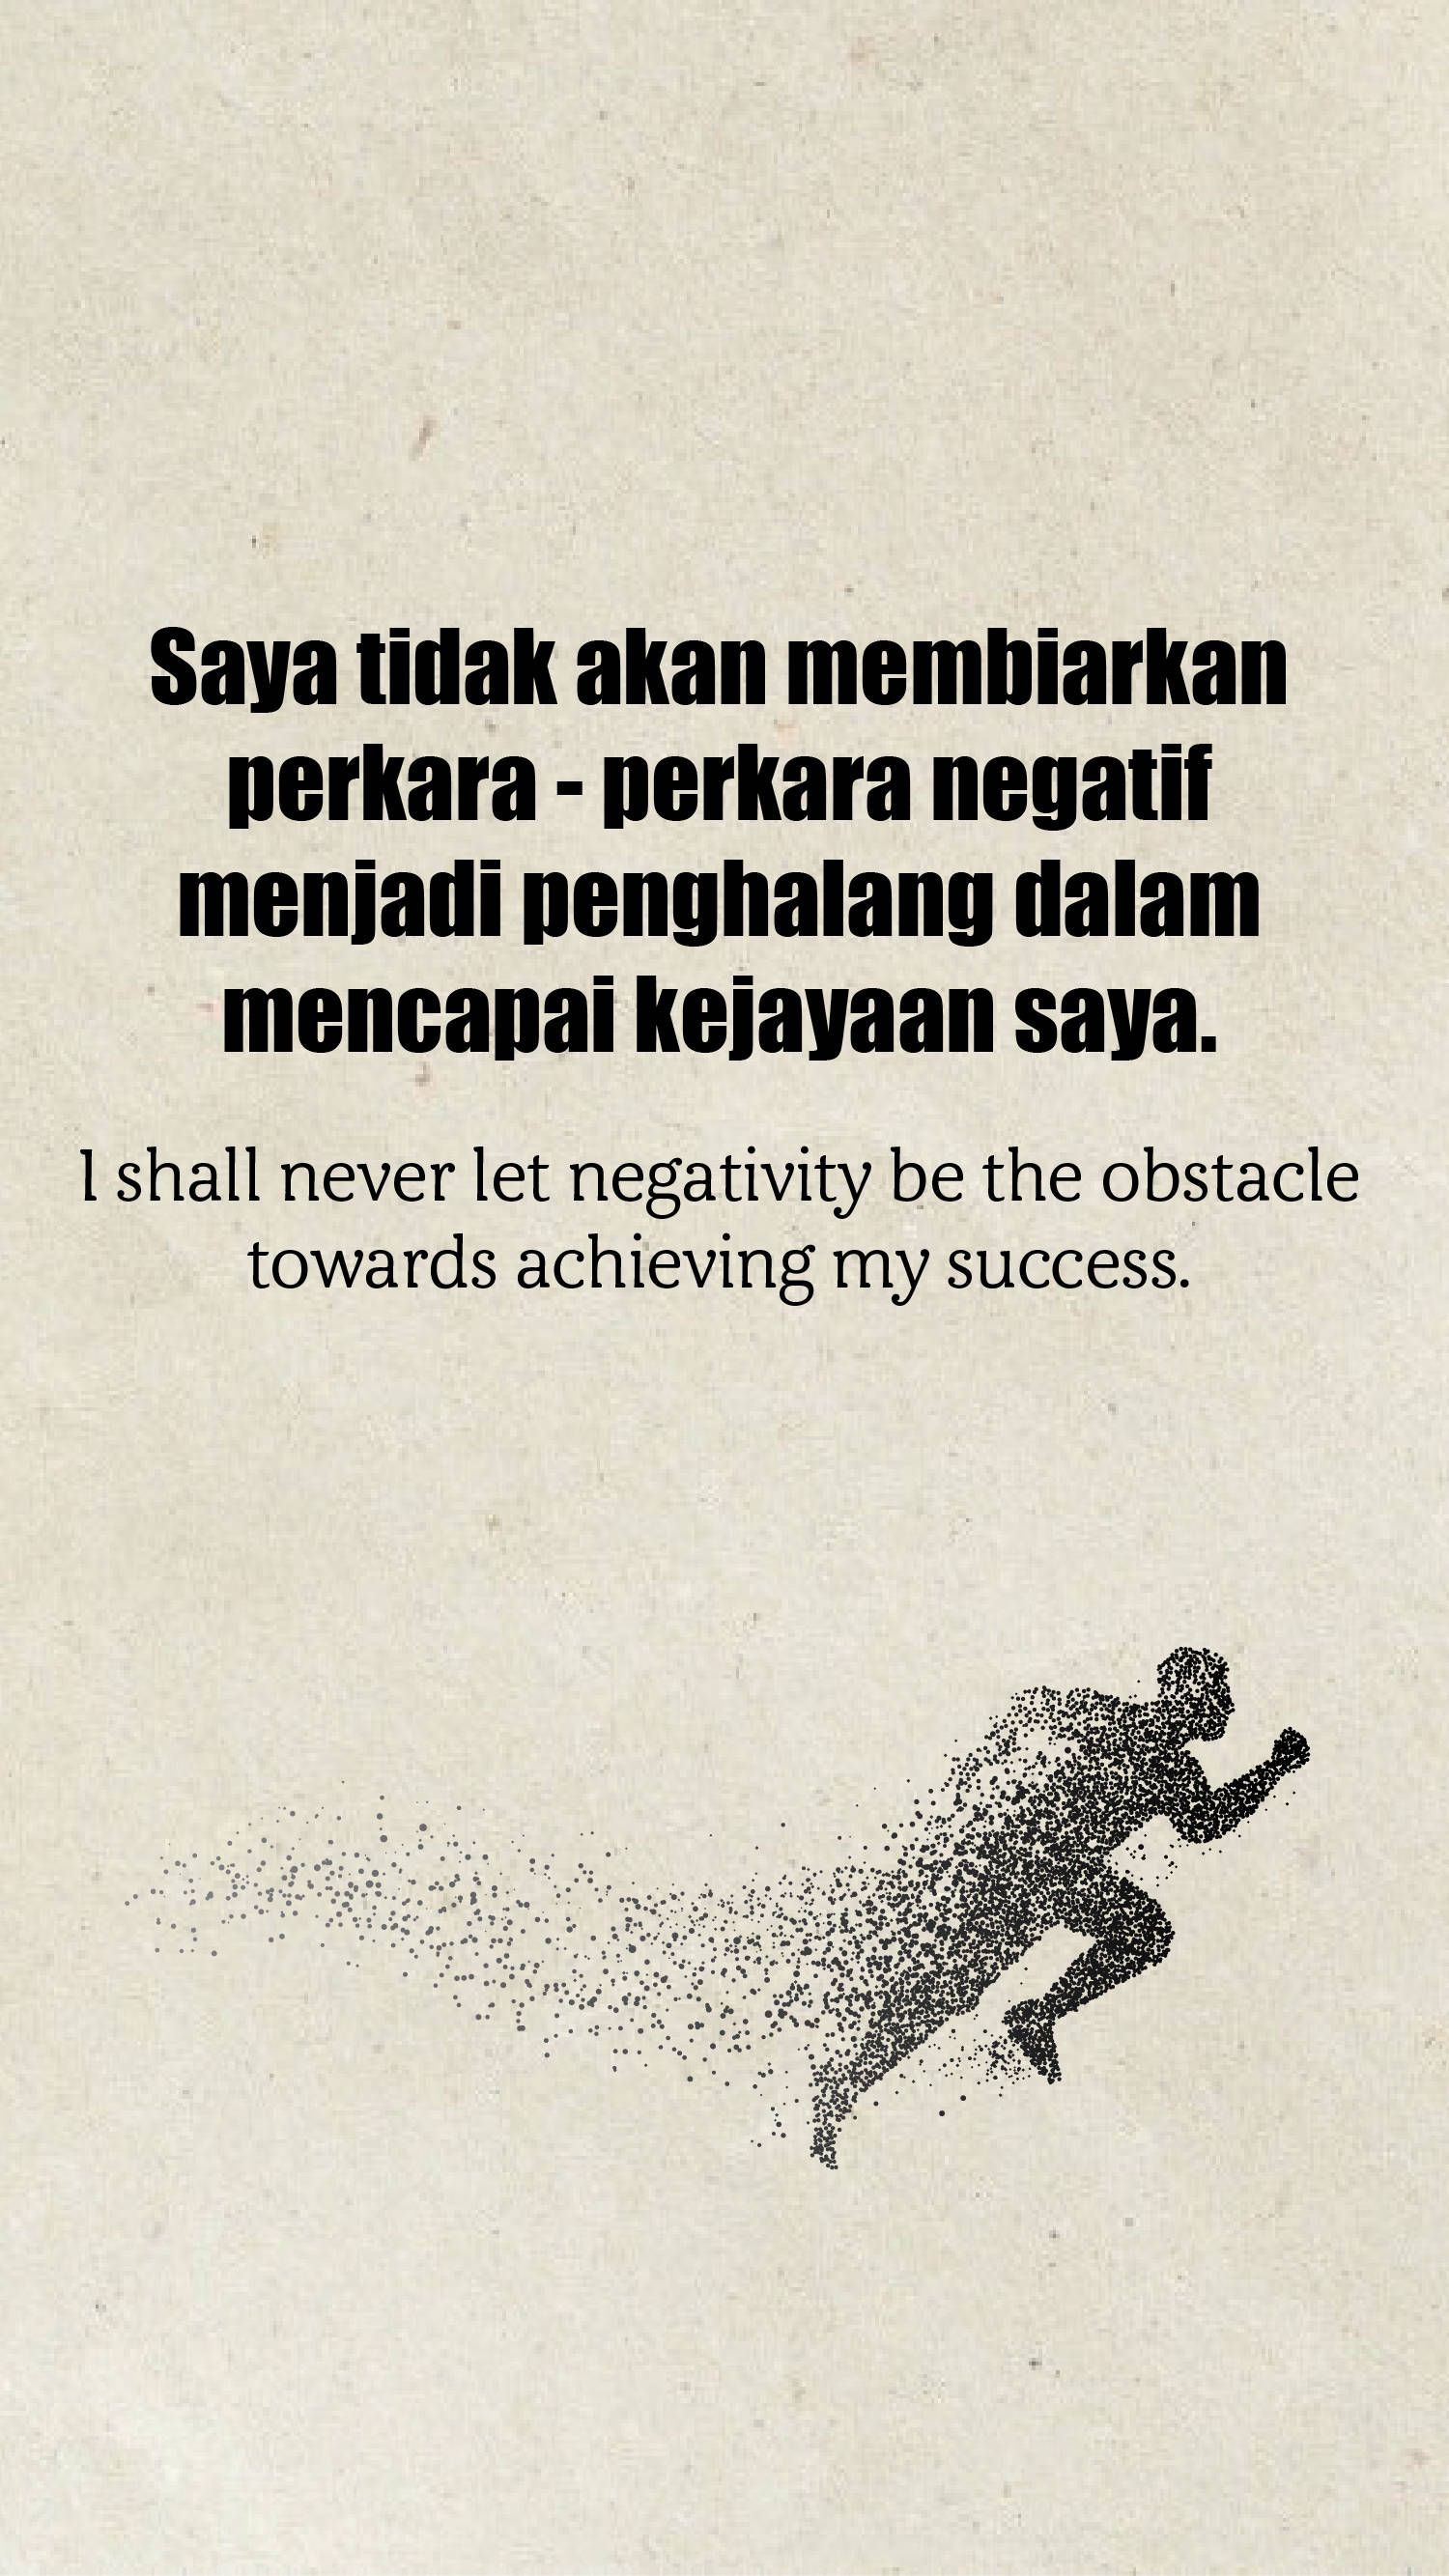 Saya tidak akan membiarkan
perkara - perkara negatif
menjadi penghalang dalam
mencapai kejayaan saya.
I shall never let negativity be the obstacle
towards achieving my success.